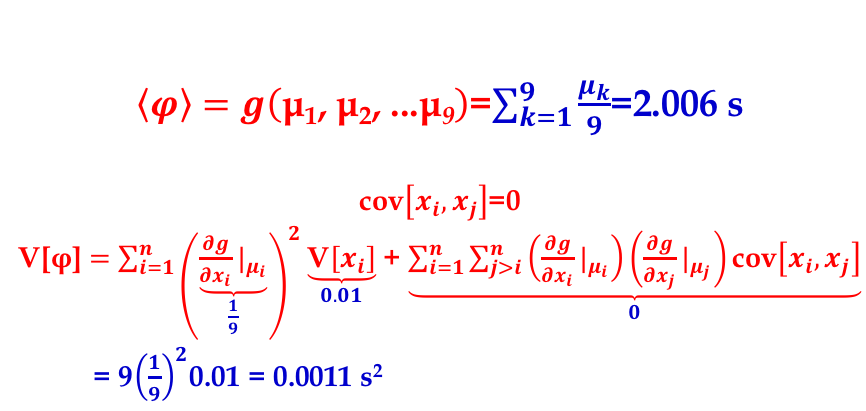 ⟨φ⟩ = g(μ₁, μ₂, ...μ₉)=∑ₖ₌₁⁹ μₖ/9=2.006 s
cov[xᵢ, xⱼ]=0
V[φ] = ∑ᵢ₌₁ⁿ (∂g/∂xᵢ |μᵢ)² V[xᵢ] + ∑ᵢ₌₁ⁿ ∑ⱼ>ᵢⁿ (∂g/∂xᵢ |μᵢ) (∂g/∂xⱼ |μⱼ) cov[xᵢ, xⱼ]
1/9 0.01 0
= 9(1/9)² 0.01 = 0.0011 s²